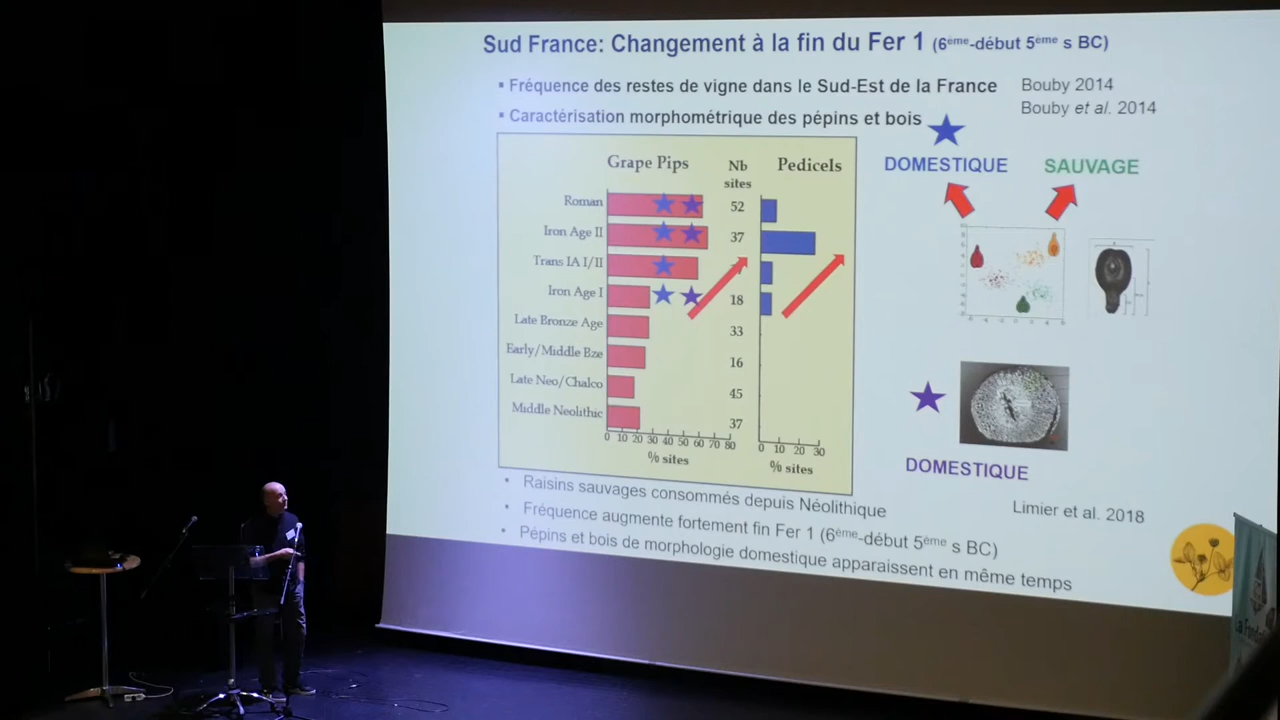 Sud France: Changement à la fin du Fer 1 (6ème-début 5ème s BC)
▪ Fréquence des restes de vigne dans le Sud-Est de la France
Bouby 2014
Bouby et al. 2014
▪ Caractérisation morphométrique des pépins et bois
DOMESTIQUE
SAUVAGE
Grape Pips
Nb sites
Pedicels
Roman 52
Iron Age II 37
Trans IA I/II
Iron Age I 18
Late Bronze Age 33
Early/Middle Bze 16
Late Neo/Chalco 45
Middle Neolithic 37
0 10 20 30 40 50 60 70 80
0 10 20 30
% sites
% sites
DOMESTIQUE
Limier et al. 2018
• Raisins sauvages consommés depuis Néolithique
• Fréquence augmente fortement fin Fer 1 (6ème-début 5ème s BC)
• Pépins et bois de morphologie domestique apparaissent en même temps